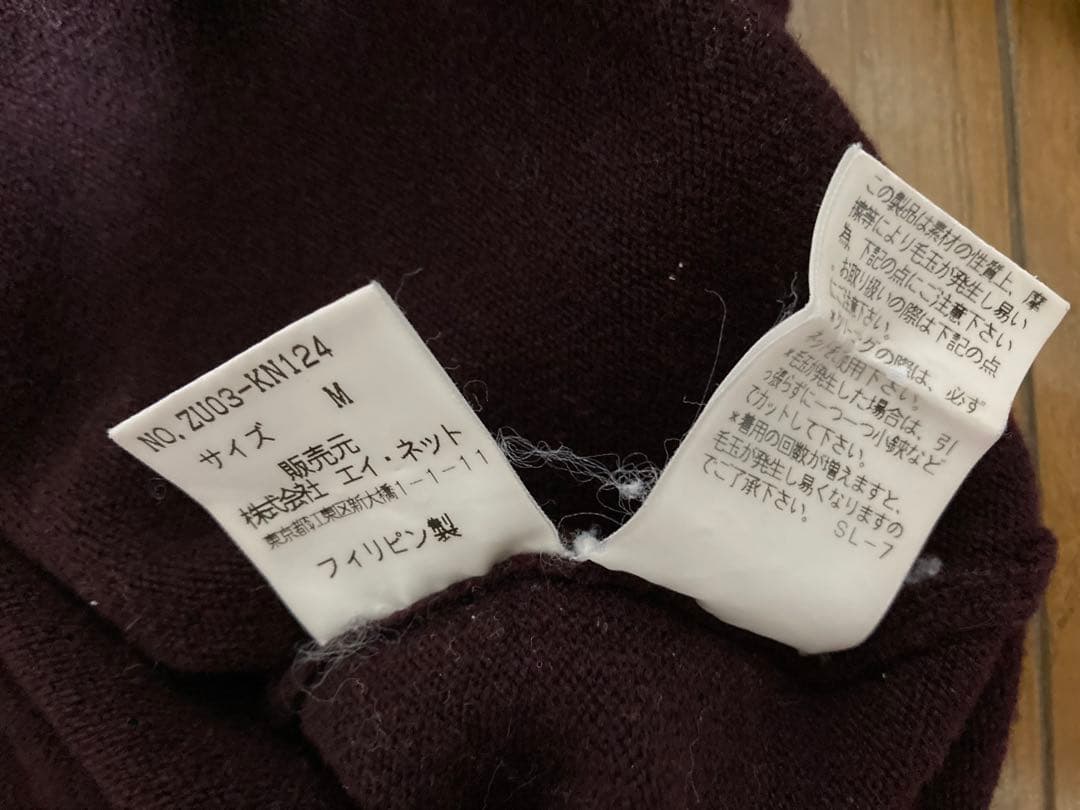 NO.ZU03-KN124
サイズ M
販売元
株式会社 エイ・ネット
東京都江東区新大橋1-1-11
フィリピン製
この製品は素材の性質上、摩
擦等により毛玉が発生し易い
為、下記の点にご注意下さい
お取り扱いの際は下記の点
にご注意下さい。
グの際は、必ず
用下さい。
*毛玉が発生した場合は、引
っ張らずに一つ一つ小鋏など
でカットして下さい。
*着用の回数が増えますと、
毛玉が発生し易くなりますの
でご了承下さい。
SL-7